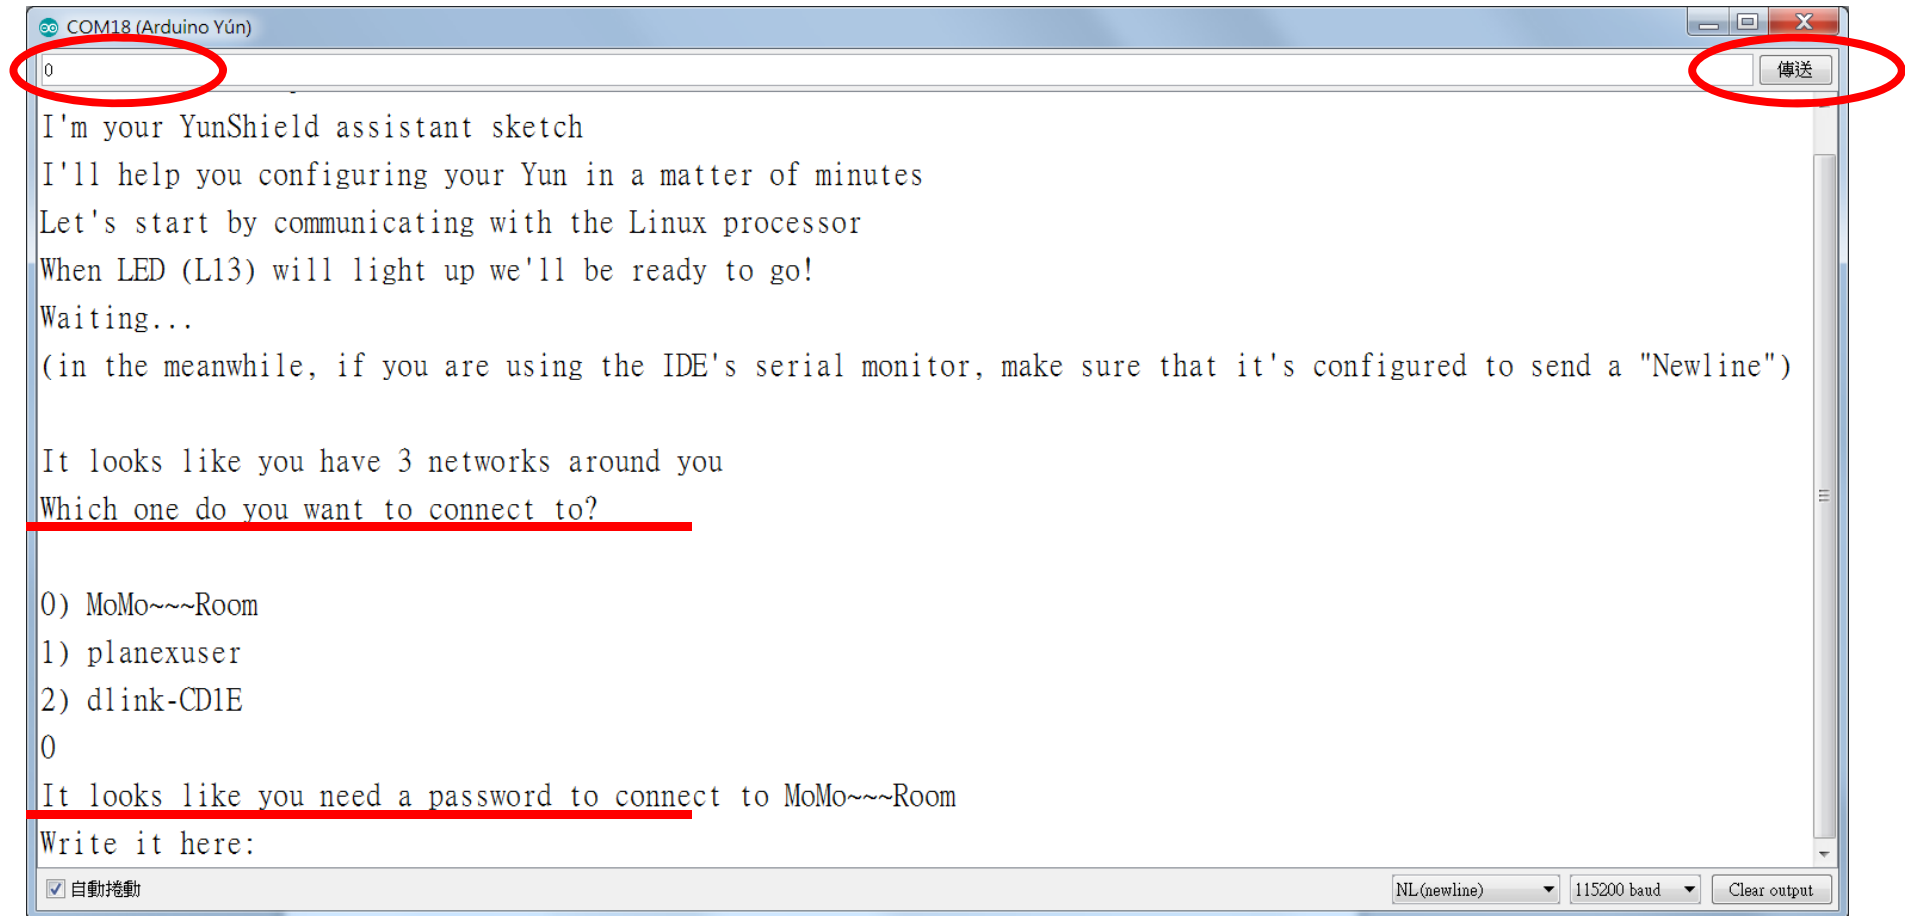 COM18 (Arduino Yún)
0
傳送
I'm your YunShield assistant sketch
I'll help you configuring your Yun in a matter of minutes
Let's start by communicating with the Linux processor
When LED (L13) will light up we'll be ready to go!
Waiting...
(in the meanwhile, if you are using the IDE's serial monitor, make sure that it's configured to send a "Newline")
It looks like you have 3 networks around you
Which one do you want to connect to?
0) MoMo~~~Room
1) planexuser
2) dlink-CD1E
0
It looks like you need a password to connect to MoMo~~~Room
Write it here:
自動捲動
NL(newline)
115200 baud
Clear output